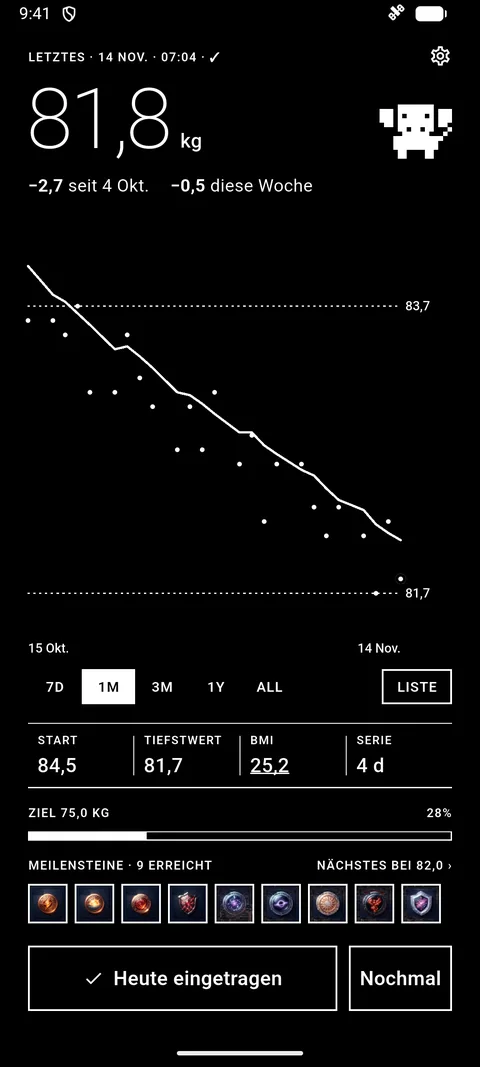 9:41
LETZTES · 14 NOV. · 07:04 · ✓
81,8 kg
−2,7 seit 4 Okt. −0,5 diese Woche
83,7
81,7
15 Okt. 14 Nov.
7D 1M 3M 1Y ALL LISTE
START TIEFSTWERT BMI SERIE
84,5 81,7 25,2 4 d
ZIEL 75,0 KG 28%
MEILENSTEINE · 9 ERREICHT NÄCHSTES BEI 82,0 ›
✓ Heute eingetragen Nochmal